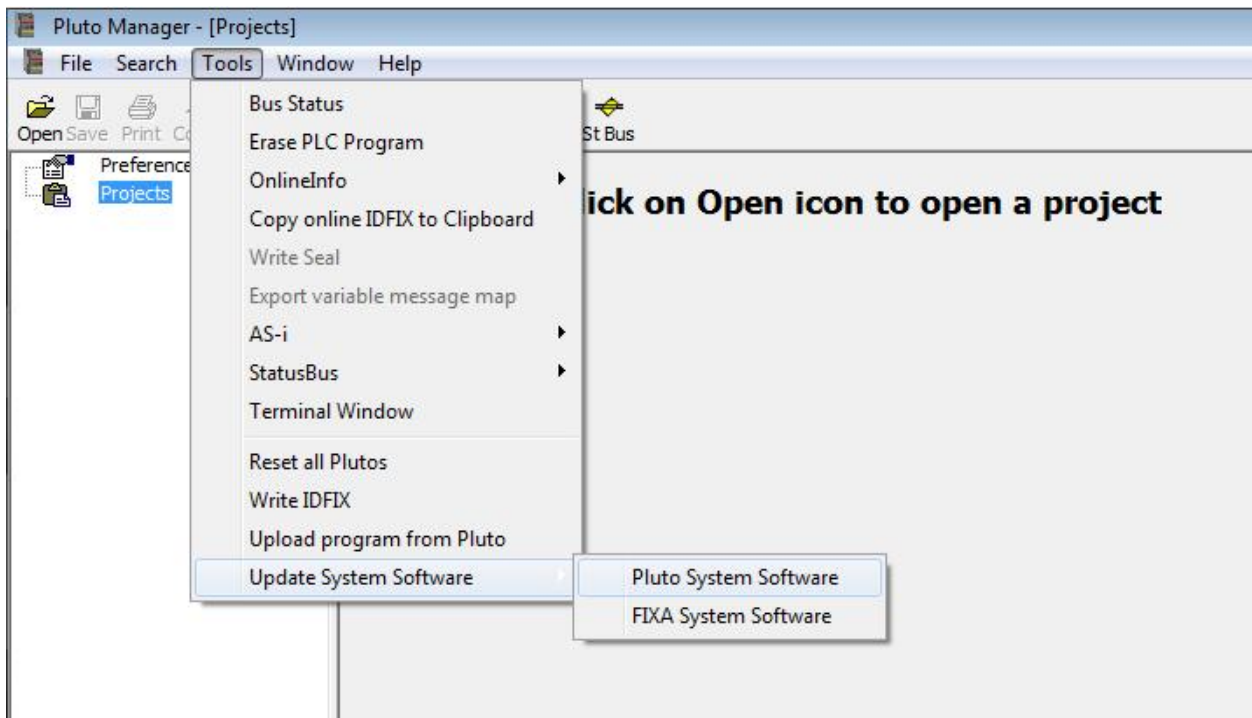 Pluto Manager - [Projects]
File Search Tools Window Help
Open Save Print
St Bus
Preference
Projects
ick on Open icon to open a project
Bus Status
Erase PLC Program
OnlineInfo
Copy online IDFIX to Clipboard
Write Seal
Export variable message map
AS-i
StatusBus
Terminal Window
Reset all Plutos
Write IDFIX
Upload program from Pluto
Update System Software
Pluto System Software
FIXA System Software